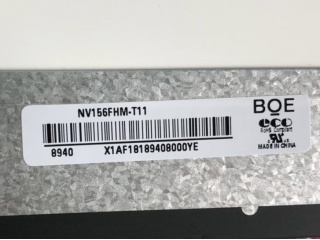 NV156FHM-T11
8940 X1AF18189408000YE
BOE
eco
RoHS Compliant
MADE IN CHINA